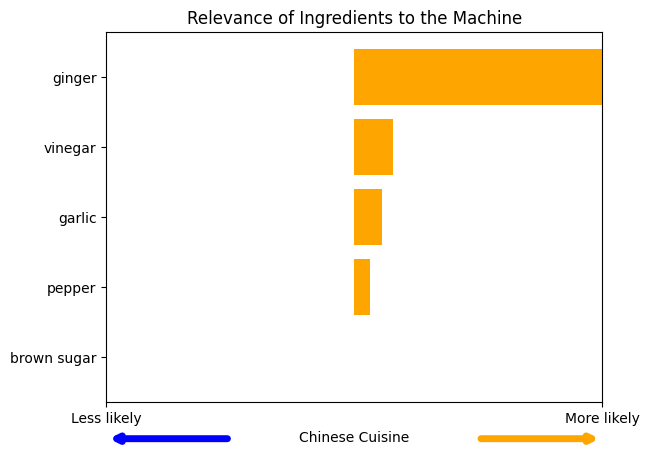 Relevance of Ingredients to the Machine
ginger
vinegar
garlic
pepper
brown sugar
Less likely
More likely
Chinese Cuisine